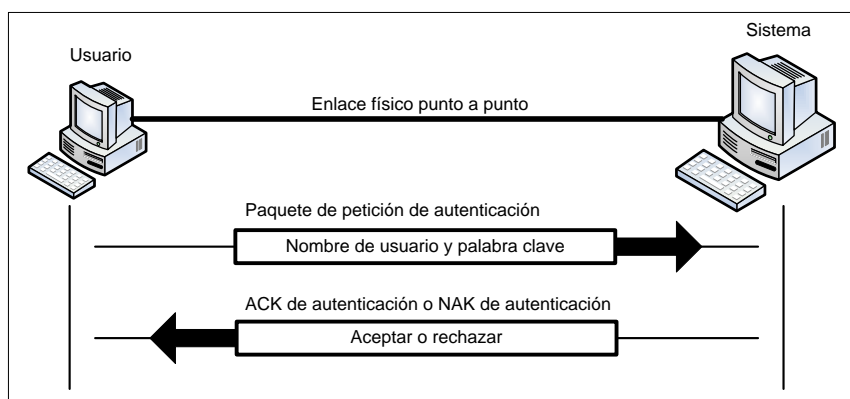 Sistema
Usuario
Enlace físico punto a punto
Paquete de petición de autenticación
Nombre de usuario y palabra clave
ACK de autenticación o NAK de autenticación
Aceptar o rechazar